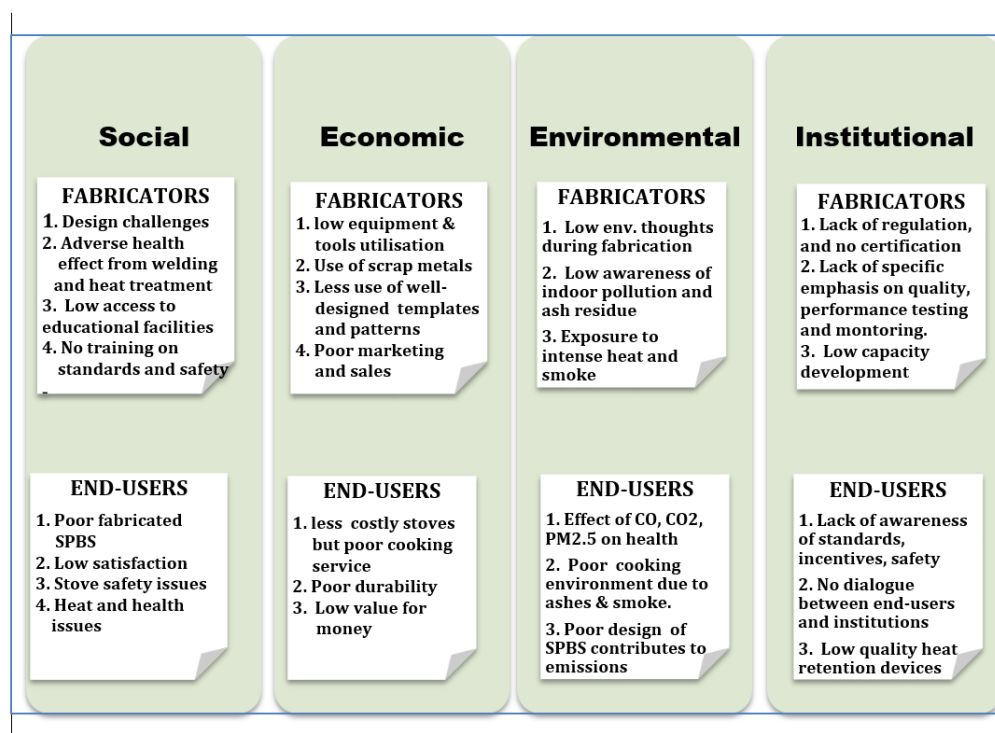 Social
FABRICATORS
1. Design challenges
2. Adverse health
effect from welding
and heat treatment
3. Low access to
educational facilities
4. No training on
standards and safety
-
END-USERS
1. Poor fabricated
SPBS
2. Low satisfaction
3. Stove safety issues
4. Heat and health
issues
Economic
FABRICATORS
1. low equipment &
tools utilisation
2. Use of scrap metals
3. Less use of well-
designed templates
and patterns
4. Poor marketing
and sales
END-USERS
1. less costly stoves
but poor cooking
service
2. Poor durability
3. Low value for
money
Environmental
FABRICATORS
1. Low env. thoughts
during fabrication
2. Low awareness of
indoor pollution and
ash residue
3. Exposure to
intense heat and
smoke
END-USERS
1. Effect of CO, CO2,
PM2.5 on health
2. Poor cooking
environment due to
ashes & smoke.
3. Poor design of
SPBS contributes to
emissions
Institutional
FABRICATORS
1. Lack of regulation,
and no certification
2. Lack of specific
emphasis on quality,
performance testing
and montoring.
3. Low capacity
development
END-USERS
1. Lack of awareness
of standards,
incentives, safety
2. No dialogue
between end-users
and institutions
3. Low quality heat
retention devices